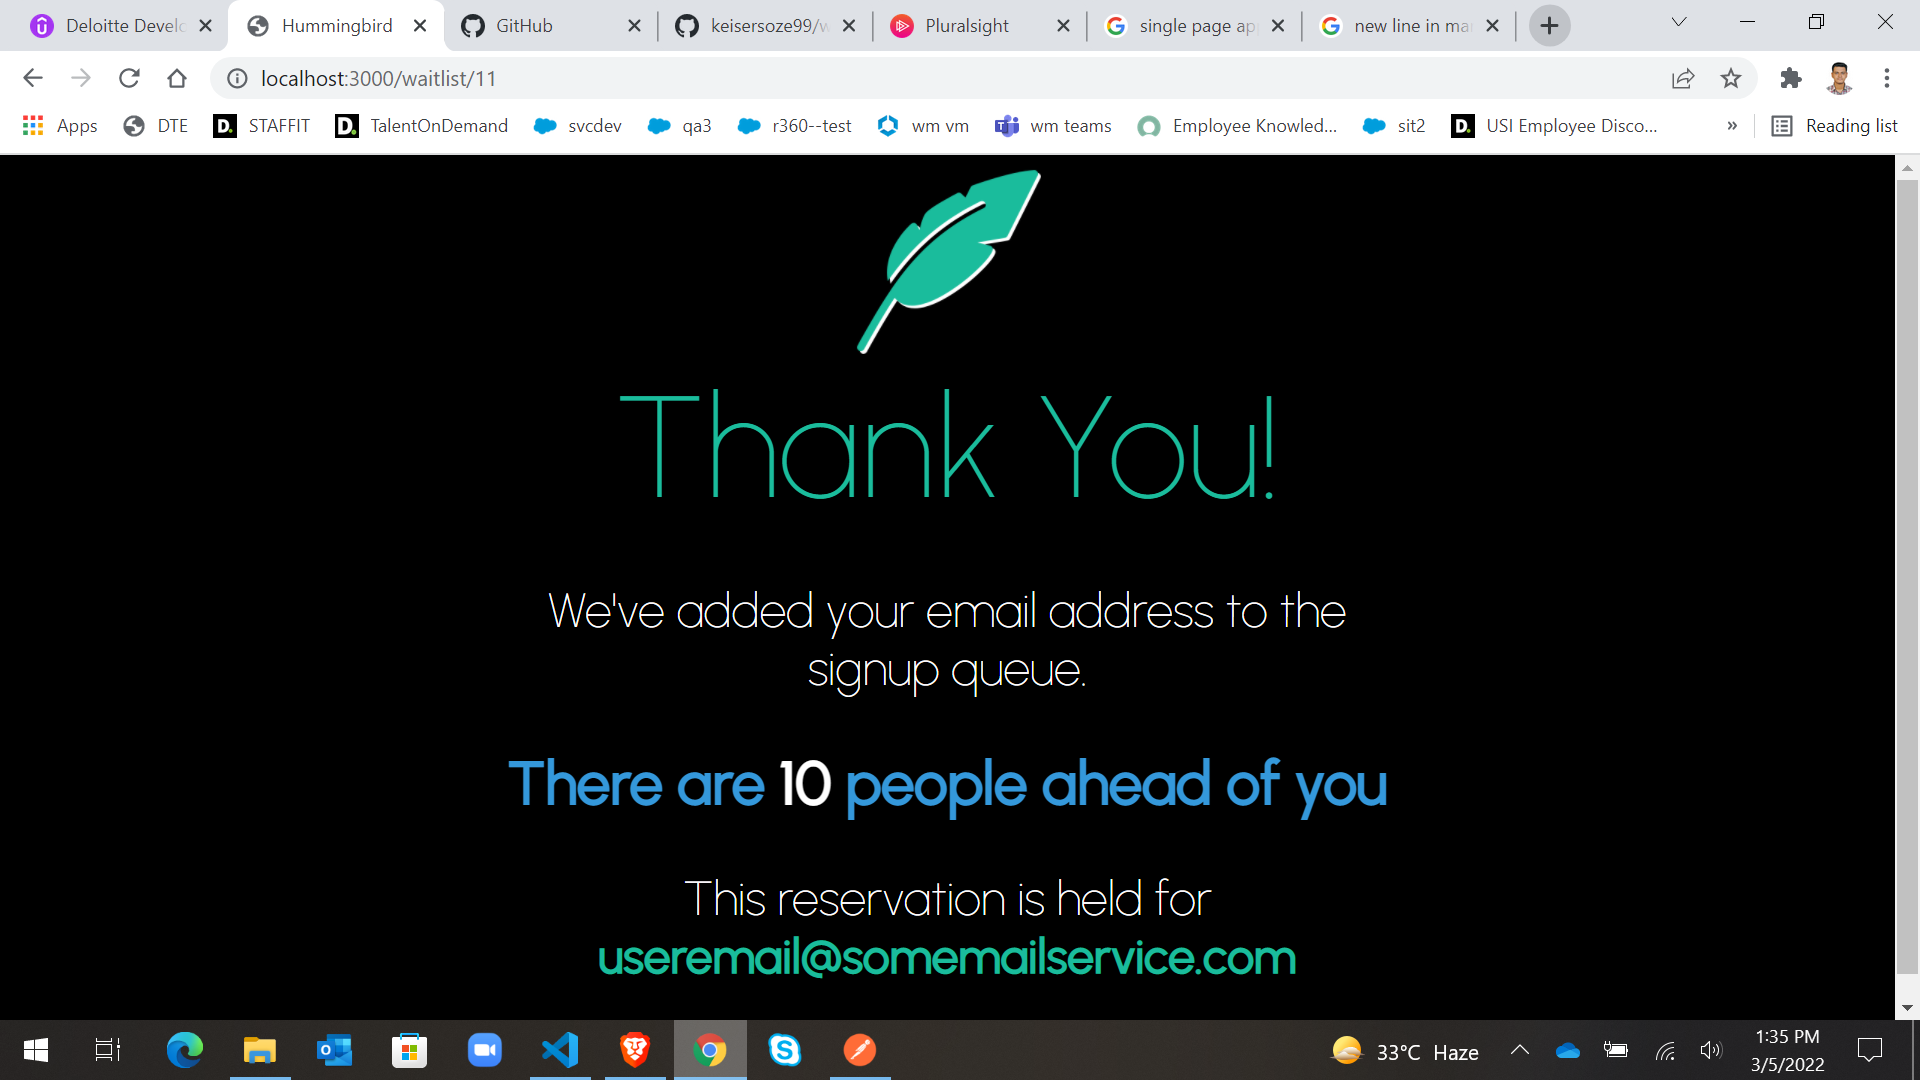 Deloitte Develc
Hummingbird
GitHub
keisersoze99/w
Pluralsight
single page ap
new line in ma
localhost:3000/waitlist/11
Apps
DTE
STAFFIT
TalentOnDemand
svcdev
qa3
r360--test
wm vm
wm teams
Employee Knowled...
sit2
USI Employee Disco...
»
Reading list
Thank You!
We've added your email address to the
signup queue.
There are 10 people ahead of you
This reservation is held for
useremail@somemailservice.com
33°C Haze
1:35 PM
3/5/2022